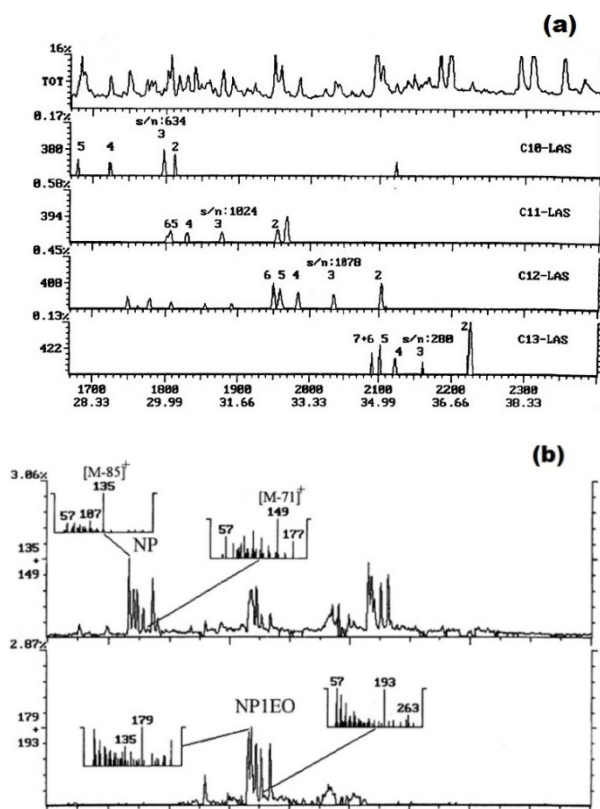 (a)
16%
TOT
0.17%
s/n:634
5 4 3 2
380
C10-LAS
s/n:1024
65 4 3 2
394
C11-LAS
0.45%
s/n:1078
6 5 4 3 2
408
C12-LAS
0.13%
7+6 5 s/n:280 2
4 3
422
C13-LAS
1700 1800 1900 2000 2100 2200 2300
28.33 29.99 31.66 33.33 34.99 36.66 38.33
(b)
3.06%
[M-85]+
135
57 107
NP
[M-71]+
149
57
177
135
+
149
2.87%
NP1EO
57 193
263
179
135
179
+
193